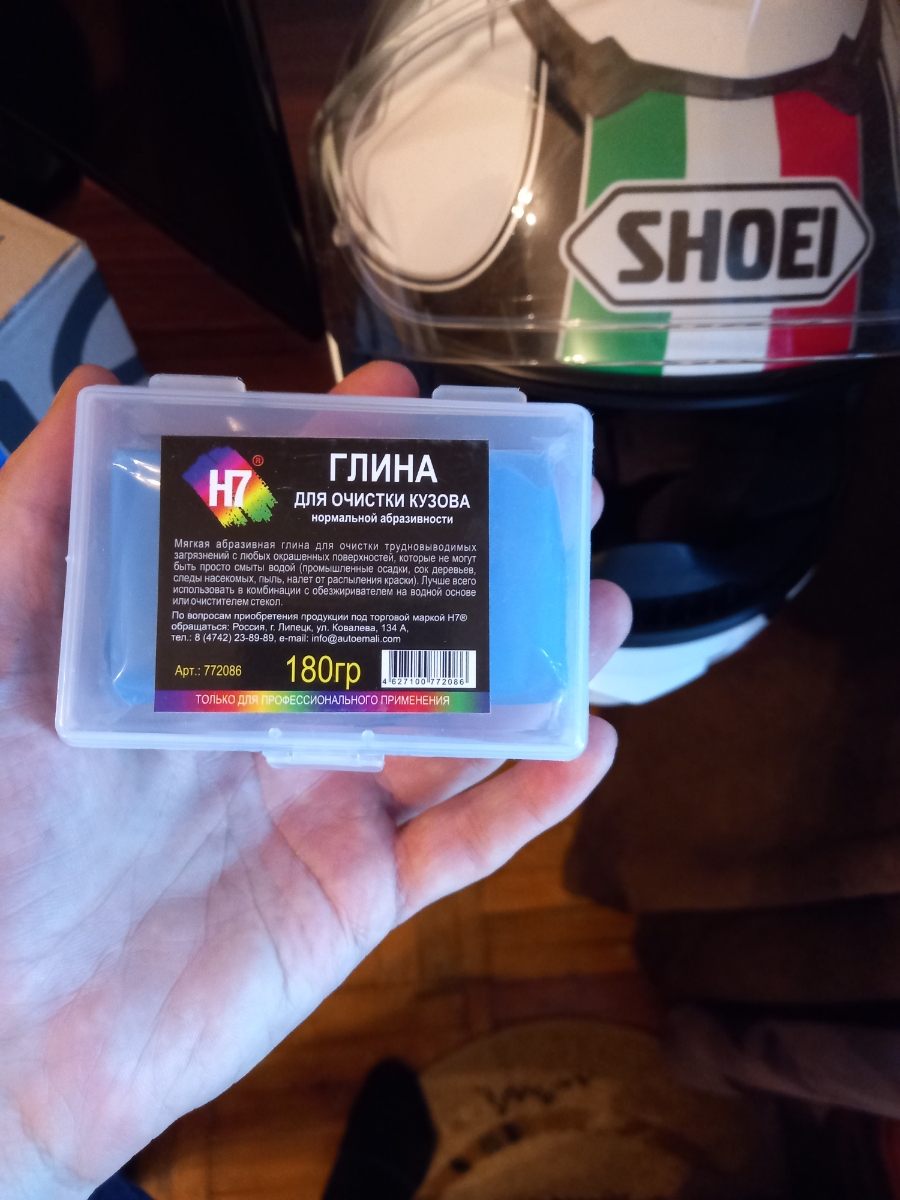 SHOEI
H7®
ГЛИНА
ДЛЯ ОЧИСТКИ КУЗОВА
нормальной абразивности
Мягкая абразивная глина для очистки трудновыводимых
загрязнений с любых окрашенных поверхностей, которые не могут
быть просто смыты водой (промышленные осадки, сок деревьев,
следы насекомых, пыль, налет от распыления краски). Лучше всего
использовать в комбинации с обезжиривателем на водной основе
или очистителем стекол.
По вопросам приобретения продукции под торговой маркой H7®
обращаться: Россия, г. Липецк, ул. Ковалева, 134 А,
тел.: 8 (4742) 23-89-89, e-mail: info@autoemali.com
Арт.: 772086
180гр
4 627100 772086
ТОЛЬКО ДЛЯ ПРОФЕССИОНАЛЬНОГО ПРИМЕНЕНИЯ